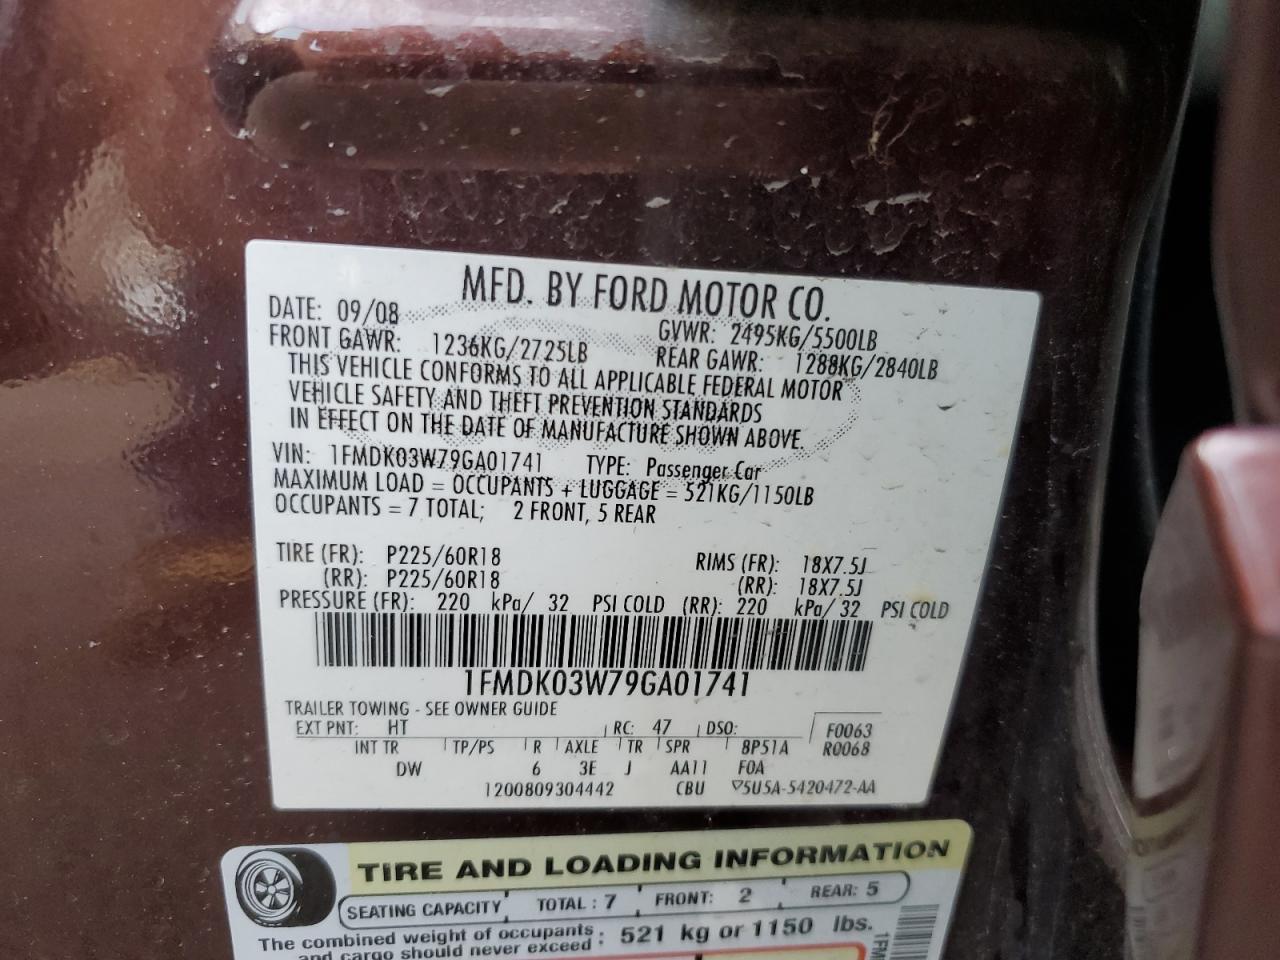 MFD. BY FORD MOTOR CO.
DATE: 09/08 GVWR: 2495KG/5500LB
FRONT GAWR: 1236KG/2725LB REAR GAWR: 1288KG/2840LB
THIS VEHICLE CONFORMS TO ALL APPLICABLE FEDERAL MOTOR
VEHICLE SAFETY AND THEFT PREVENTION STANDARDS
IN EFFECT ON THE DATE OF MANUFACTURE SHOWN ABOVE.
VIN: 1FMDK03W79GA01741 TYPE: Passenger Car
MAXIMUM LOAD = OCCUPANTS + LUGGAGE = 521KG/1150LB
OCCUPANTS = 7 TOTAL; 2 FRONT, 5 REAR
TIRE (FR): P225/60R18 RIMS (FR): 18X7.5J
(RR): P225/60R18 (RR): 18X7.5J
PRESSURE (FR): 220 kPa/ 32 PSI COLD (RR): 220 kPa/ 32 PSI COLD
1FMDK03W79GA01741
TRAILER TOWING - SEE OWNER GUIDE
EXT PNT: HT RC: 47 DSO: F0063
INT TR TP/PS R AXLE TR SPR BP51A R0068
DW 6 3E J AA11 F0A
1200809304442 CBU ▽5U5A-5420472-AA
TIRE AND LOADING INFORMATION
SEATING CAPACITY TOTAL : 7 FRONT: 2 REAR: 5
The combined weight of occupants : 521 kg or 1150 lbs.
and cargo should never exceed :
1FM